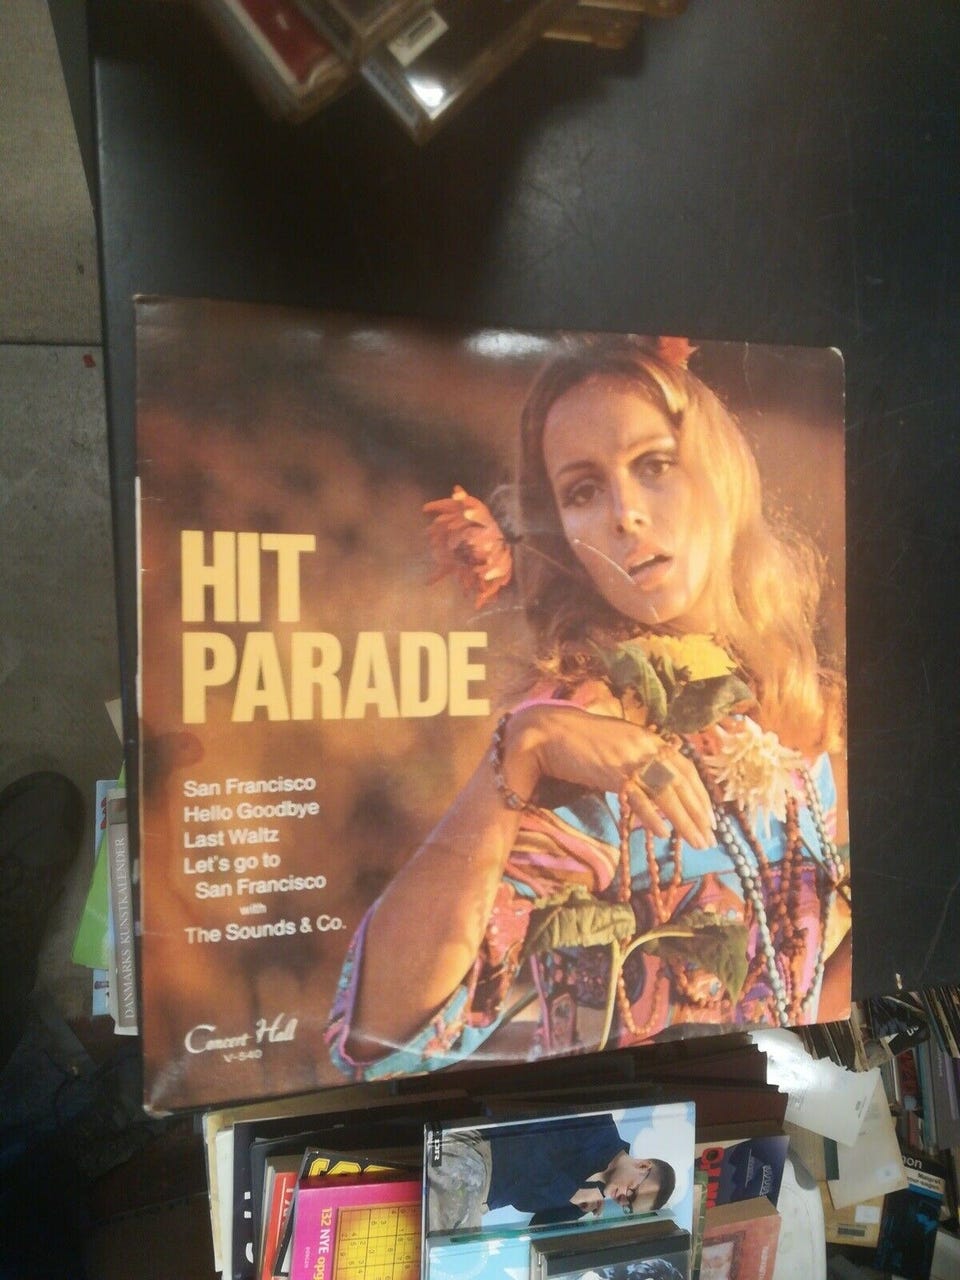 HIT
PARADE
San Francisco
Hello Goodbye
Last Waltz
Let's go to
San Francisco
with
The Sounds & Co.
Concert Hall
V-540
DANMARKS KUNSTKALENDER
132 NYE